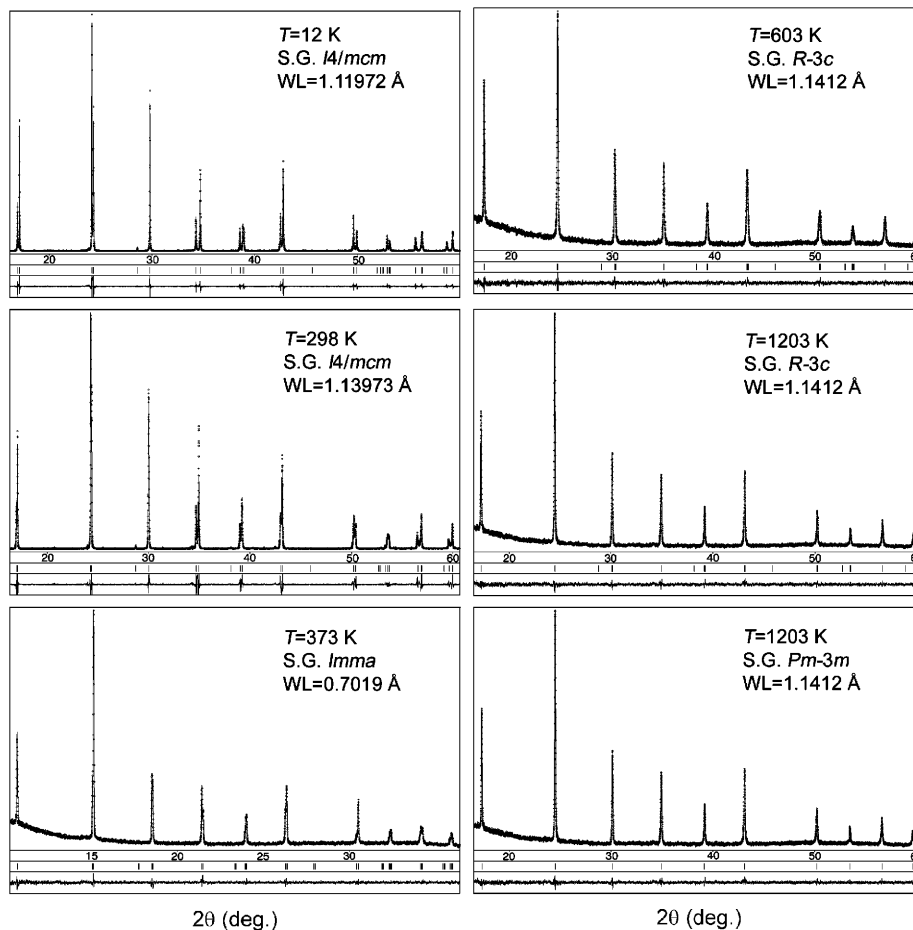 T=12 K
S.G. I4/mcm
WL=1.11972 Å
20 30 40 50
T=603 K
S.G. R-3c
WL=1.1412 Å
20 30 40 50 6
T=298 K
S.G. I4/mcm
WL=1.13973 Å
20 30 40 50 60
T=1203 K
S.G. R-3c
WL=1.1412 Å
20 30 40 50 6
T=373 K
S.G. Imma
WL=0.7019 Å
15 20 25 30
T=1203 K
S.G. Pm-3m
WL=1.1412 Å
20 30 40 50 6
2θ (deg.)
2θ (deg.)